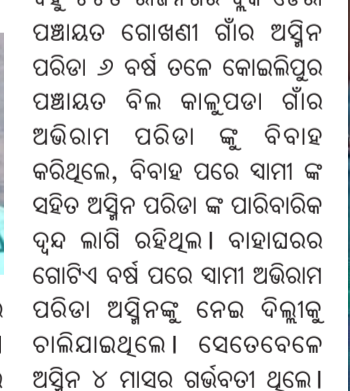 ପଞ୍ଚାୟତ ଗୋଖଣୀ ଗାଁର ଅସ୍ମିନ
ପରିଡା ୬ ବର୍ଷ ତଳେ କୋଇଲିପୁର
ପଞ୍ଚାୟତ ବିଲ କାଳୁପଡା ଗାଁର
ଅଭିରାମ ପରିଡା ଙ୍କୁ ବିବାହ
କରିଥିଲେ, ବିବାହ ପରେ ସ୍ୱାମୀ ଙ୍କ
ସହିତ ଅସ୍ମିନ ପରିଡା ଙ୍କ ପାରିବାରିକ
ଦ୍ୱନ୍ଦ ଲାଗି ରହିଥିଲା। ବାହାଘରର
ଗୋଟିଏ ବର୍ଷ ପରେ ସ୍ୱାମୀ ଅଭିରାମ
ପରିଡା ଅସ୍ମିନଙ୍କୁ ନେଇ ଦିଲ୍ଲୀକୁ
ଚାଲିଯାଇଥିଲେ। ସେତେବେଳେ
ଅସ୍ମିନ ୪ ମାସର ଗର୍ଭବତୀ ଥିଲେ।